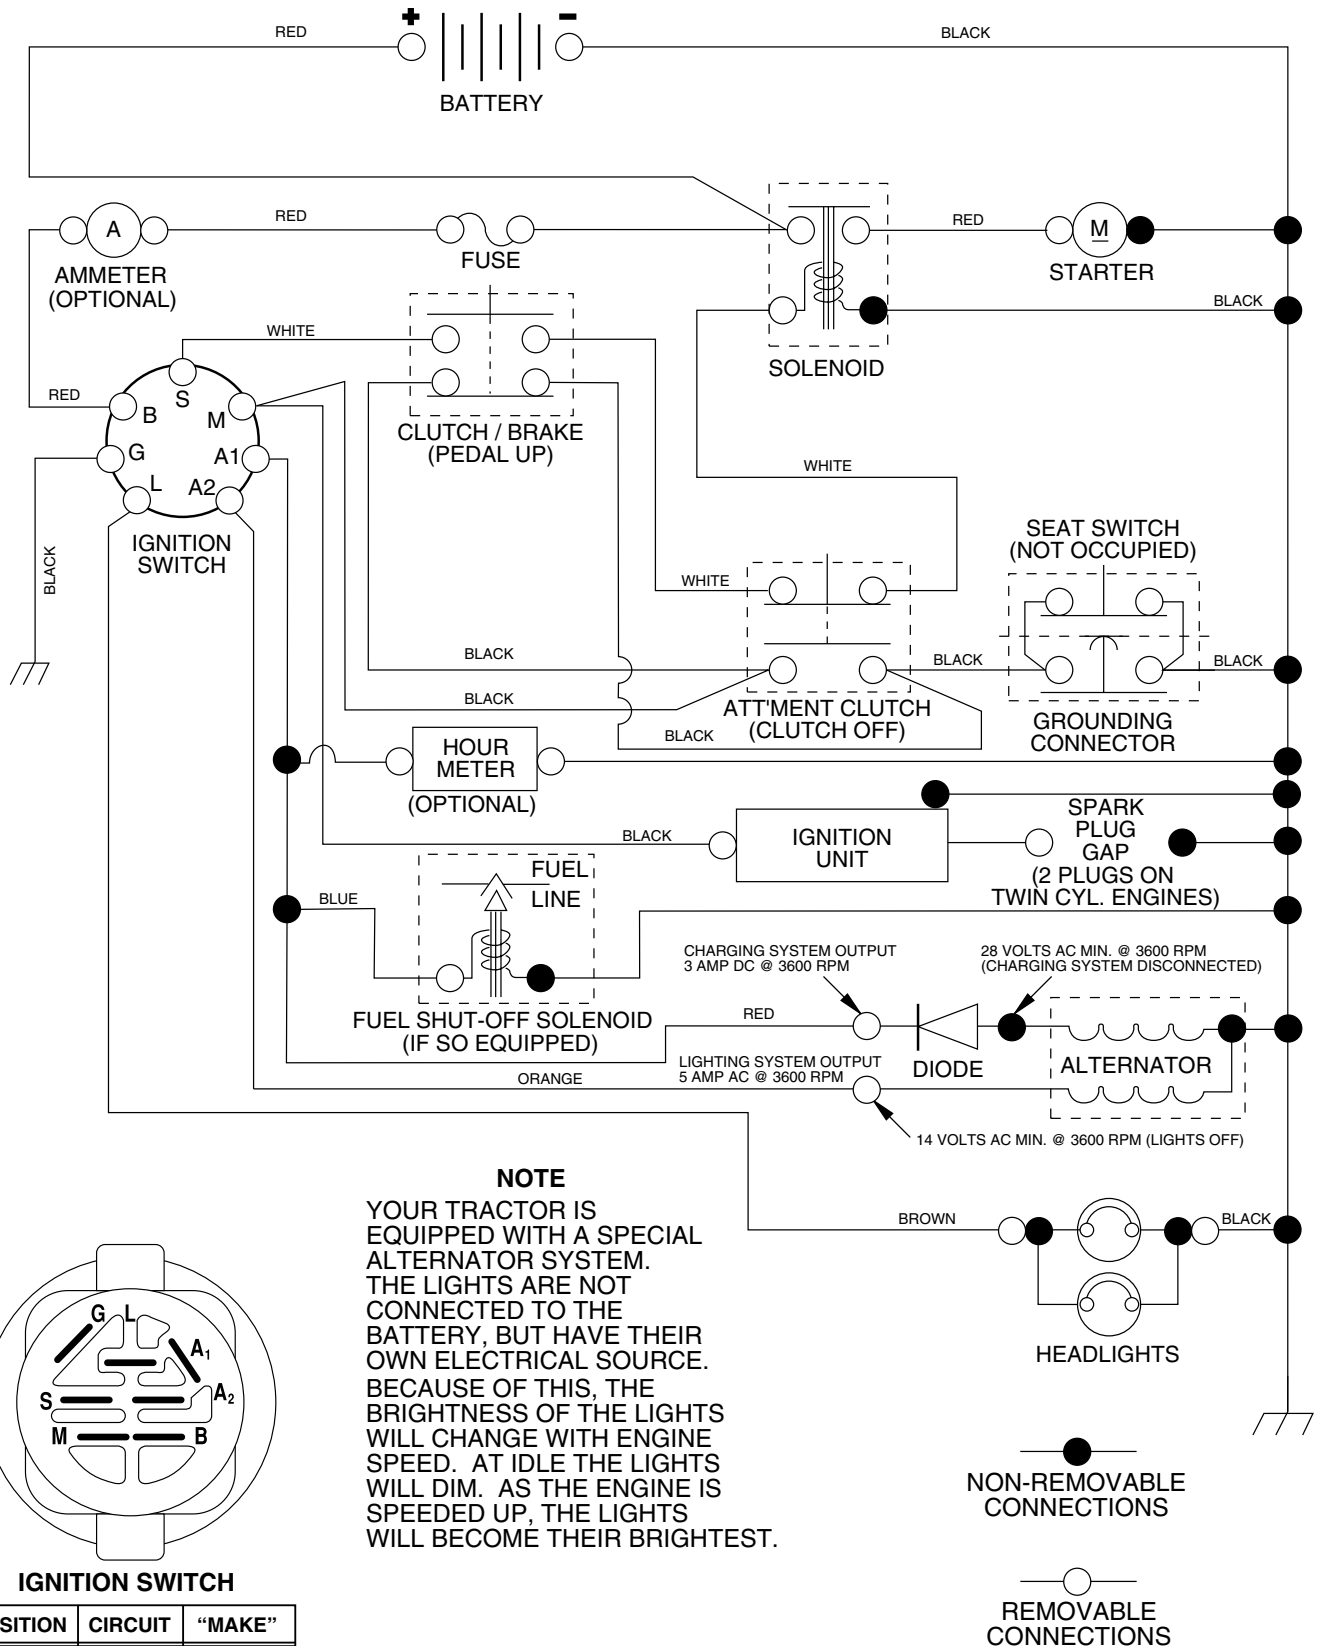 + −
RED
BLACK
BATTERY
A
RED
AMMETER
(OPTIONAL)
FUSE
RED
M
STARTER
BLACK
SOLENOID
WHITE
CLUTCH / BRAKE
(PEDAL UP)
RED
S
B
M
G
A1
L
A2
IGNITION
SWITCH
BLACK
WHITE
WHITE
SEAT SWITCH
(NOT OCCUPIED)
BLACK
BLACK
BLACK
BLACK
BLACK
ATT'MENT CLUTCH
(CLUTCH OFF)
GROUNDING
CONNECTOR
HOUR
METER
(OPTIONAL)
BLACK
IGNITION
UNIT
SPARK
PLUG
GAP
(2 PLUGS ON
TWIN CYL. ENGINES)
BLUE
FUEL
LINE
FUEL SHUT-OFF SOLENOID
(IF SO EQUIPPED)
CHARGING SYSTEM OUTPUT
3 AMP DC @ 3600 RPM
28 VOLTS AC MIN. @ 3600 RPM
(CHARGING SYSTEM DISCONNECTED)
RED
DIODE
ALTERNATOR
LIGHTING SYSTEM OUTPUT
5 AMP AC @ 3600 RPM
ORANGE
14 VOLTS AC MIN. @ 3600 RPM (LIGHTS OFF)
NOTE
YOUR TRACTOR IS
EQUIPPED WITH A SPECIAL
ALTERNATOR SYSTEM.
THE LIGHTS ARE NOT
CONNECTED TO THE
BATTERY, BUT HAVE THEIR
OWN ELECTRICAL SOURCE.
BECAUSE OF THIS, THE
BRIGHTNESS OF THE LIGHTS
WILL CHANGE WITH ENGINE
SPEED. AT IDLE THE LIGHTS
WILL DIM. AS THE ENGINE IS
SPEEDED UP, THE LIGHTS
WILL BECOME THEIR BRIGHTEST.
BROWN
BLACK
HEADLIGHTS
G L
A1
S
A2
M
B
IGNITION SWITCH
SITION CIRCUIT “MAKE”
NON-REMOVABLE
CONNECTIONS
REMOVABLE
CONNECTIONS